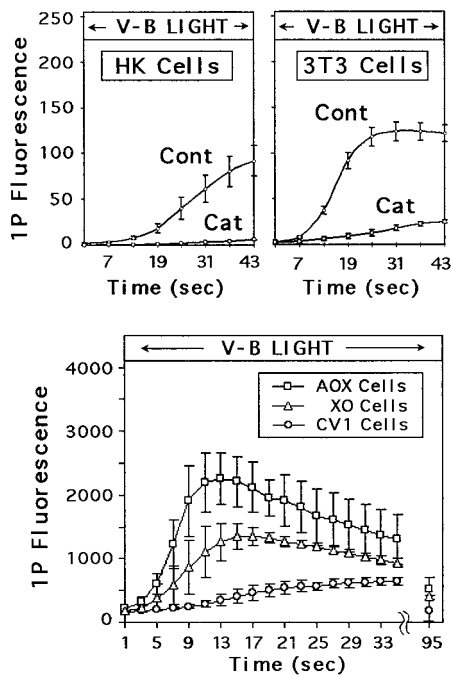 ← V-B LIGHT → ← V-B LIGHT →
HK Cells 3T3 Cells
250
200
150
100
50
0
1P Fluorescence
Cont Cont
Cat Cat
7 19 31 43 7 19 31 43
Time (sec) Time (sec)
← V-B LIGHT →
4000
3000
2000
1000
0
1P Fluorescence
AOX Cells
XO Cells
CV1 Cells
1 5 9 13 17 21 25 29 33 95
Time (sec)